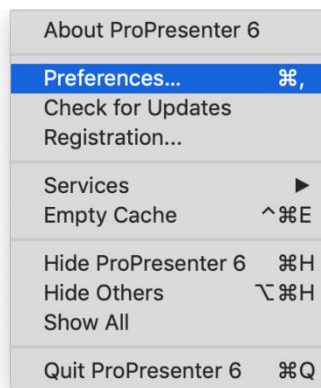 About ProPresenter 6
Preferences... ⌘,
Check for Updates
Registration...
Services ▶
Empty Cache ^⌘E
Hide ProPresenter 6 ⌘H
Hide Others ⌥⌘H
Show All
Quit ProPresenter 6 ⌘Q